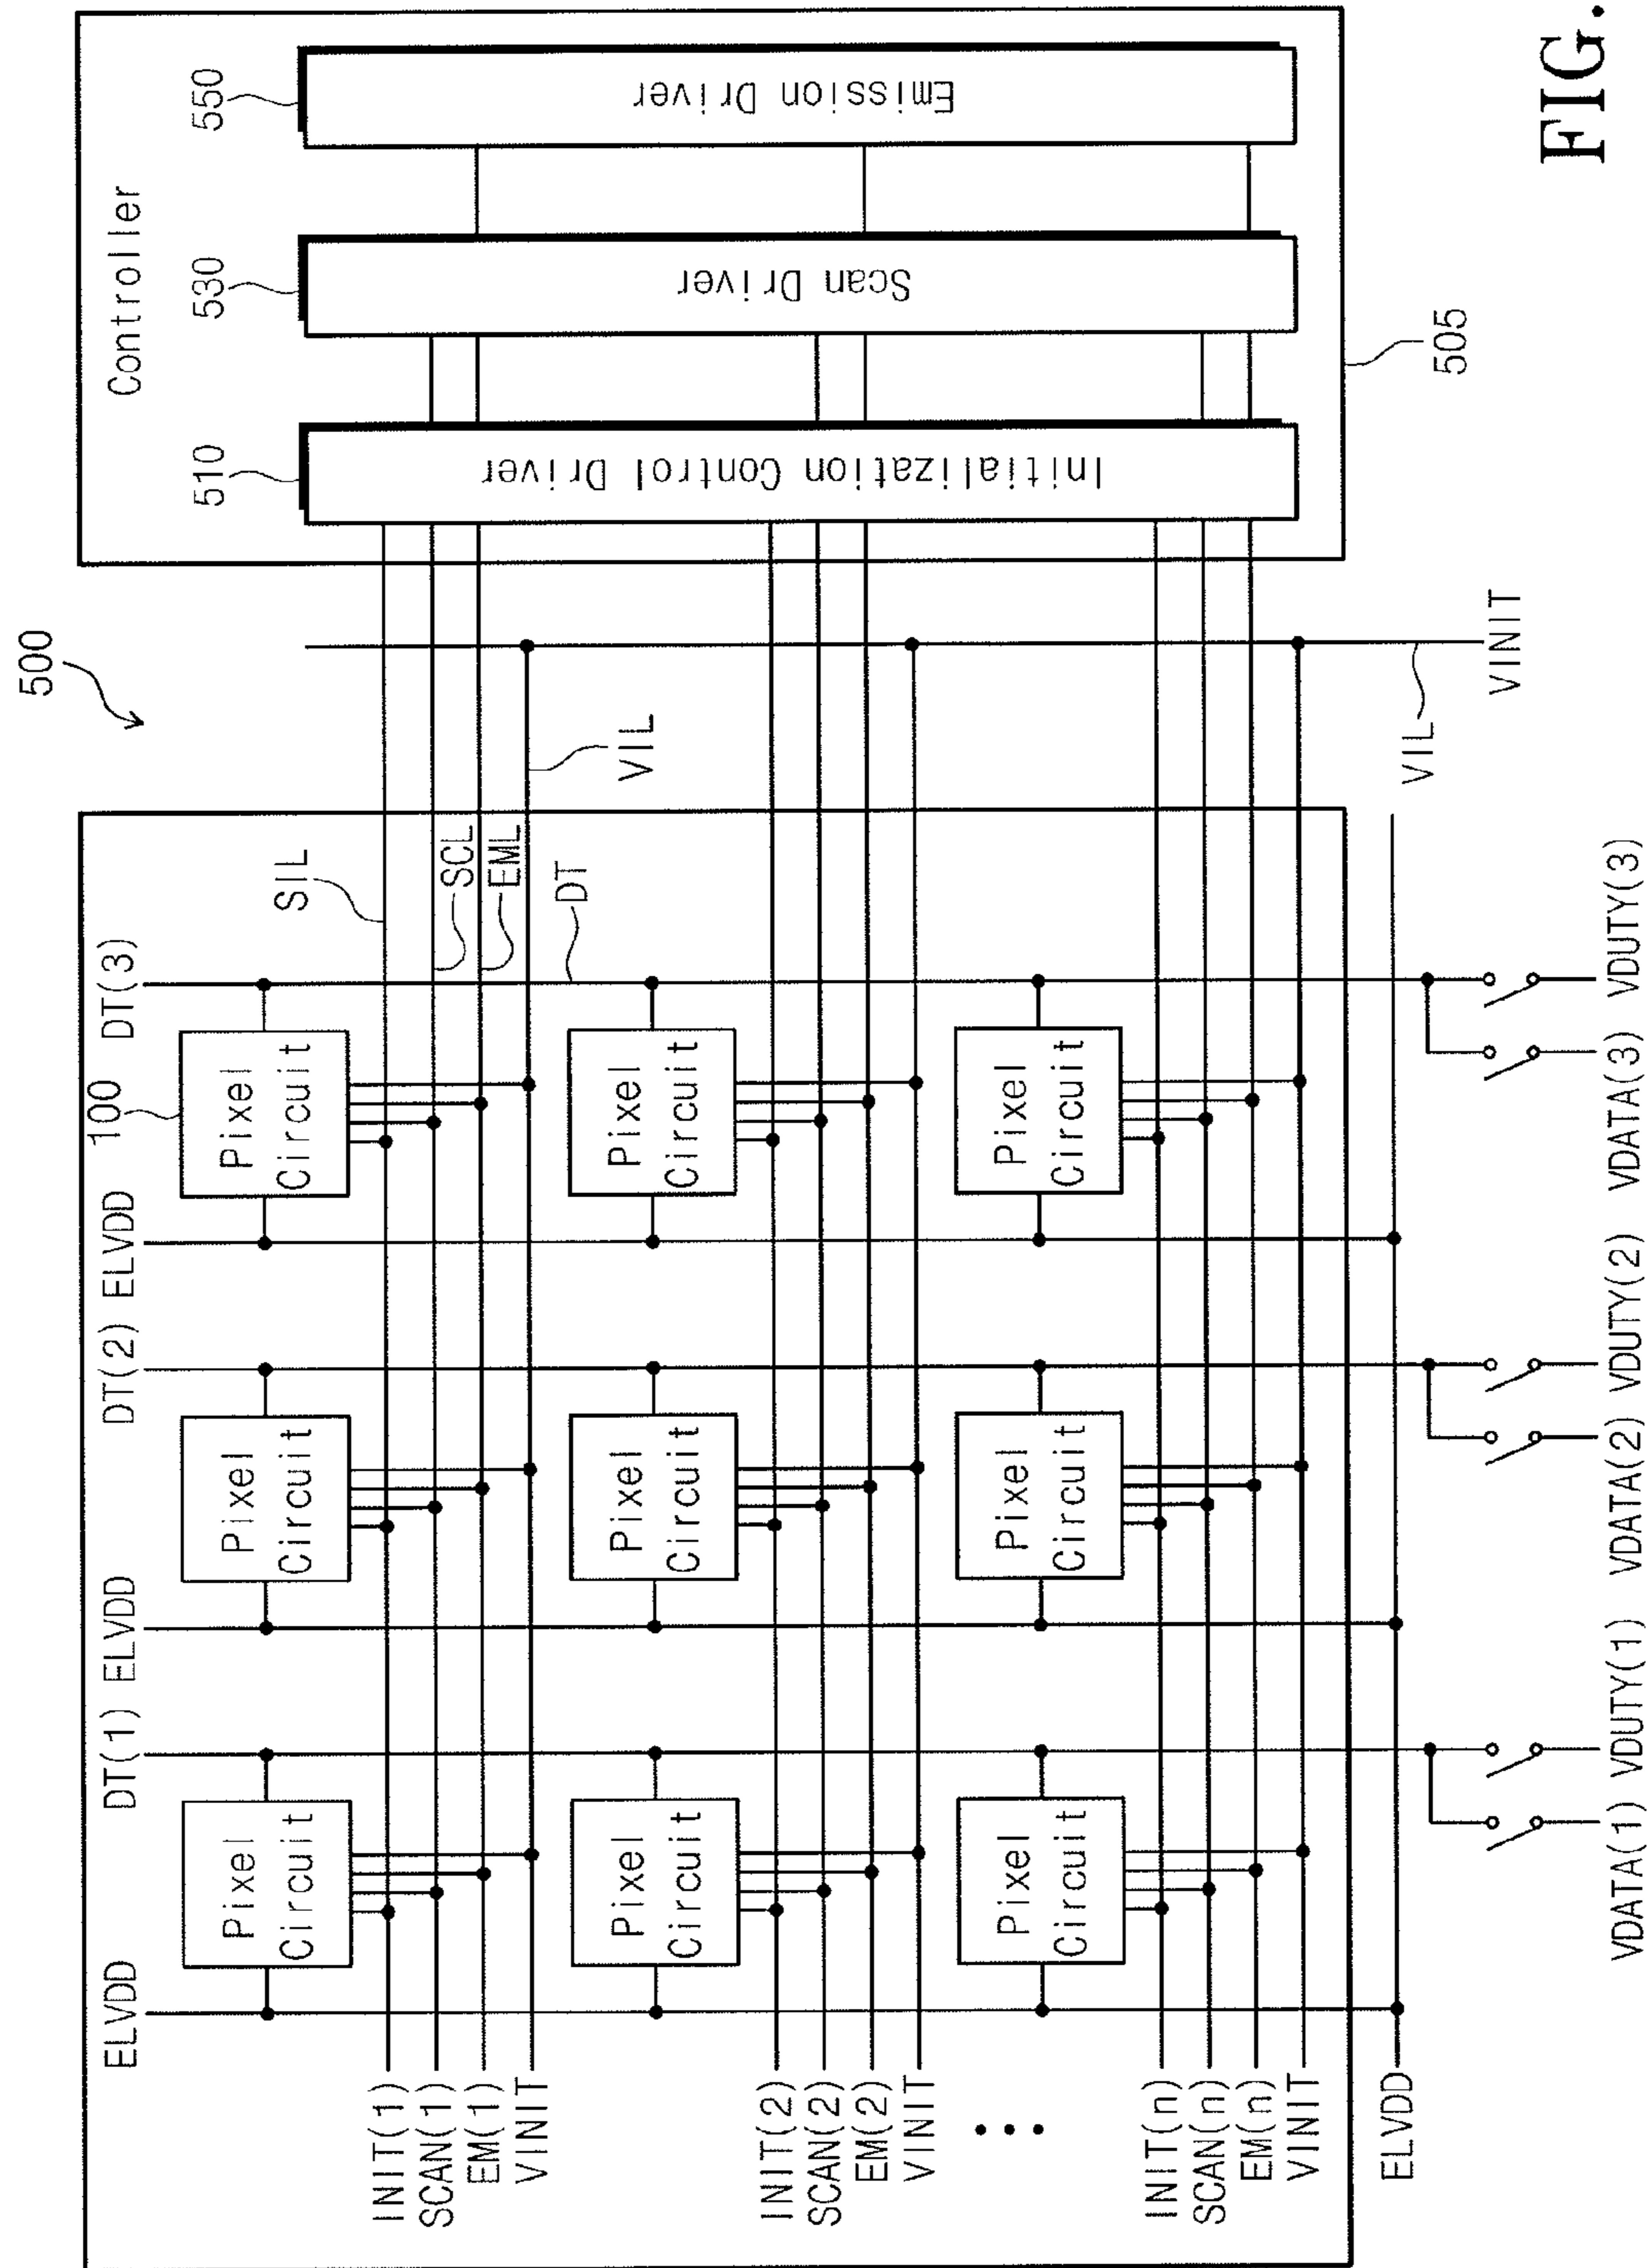 500
Controller
550
530
510
Emission Driver
Scan Driver
Initialization Control Driver
505
ELVDD
DT(1)
ELVDD
DT(2)
ELVDD
DT(3)
100
Pixel
Circuit
Pixel
Circuit
Pixel
Circuit
SIL
SCL
EML
VIL
DT
INIT(1)
SCAN(1)
EM(1)
VINIT
Pixel
Circuit
Pixel
Circuit
Pixel
Circuit
INIT(2)
SCAN(2)
EM(2)
VINIT
Pixel
Circuit
Pixel
Circuit
Pixel
Circuit
INIT(n)
SCAN(n)
EM(n)
VINIT
ELVDD
VIL
VINIT
VDATA(1)
VDUTY(1)
VDATA(2)
VDUTY(2)
VDATA(3)
VDUTY(3)
FIG.